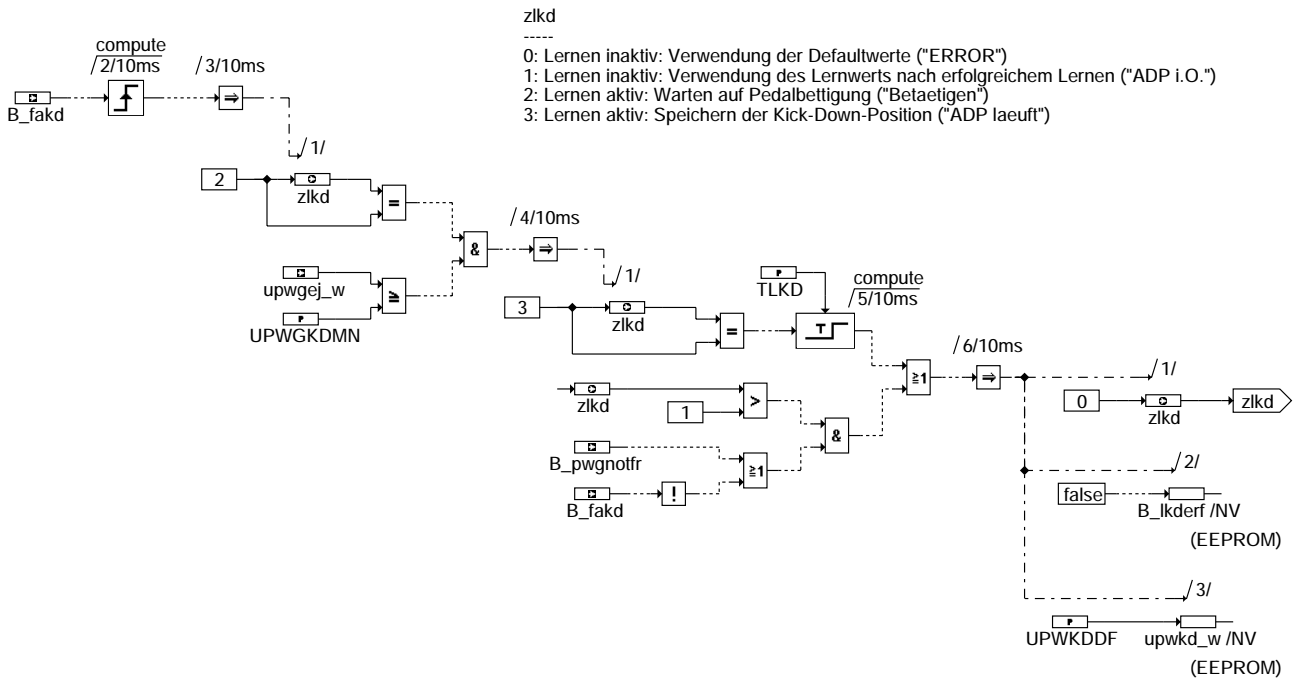 zlkd
-----
0: Lernen inaktiv: Verwendung der Defaultwerte ("ERROR")
1: Lernen inaktiv: Verwendung des Lernwerts nach erfolgreichem Lernen ("ADP i.O.")
2: Lernen aktiv: Warten auf Pedalbettigung ("Betaetigen")
3: Lernen aktiv: Speichern der Kick-Down-Position ("ADP laeuft")
compute
/2/10ms
/3/10ms
B_fakd
/1/
2
zlkd
=
/4/10ms
&
/1/
upwgej_w
≥
UPWGKDMN
P
3
zlkd
=
P
TLKD
compute
/5/10ms
T
/6/10ms
≥1
/1/
zlkd
1
>
0
zlkd
zlkd
&
B_pwgnotfr
≥1
B_fakd
!
/2/
false
B_lkderf /NV
(EEPROM)
/3/
P
UPWKDDF
upwkd_w /NV
(EEPROM)